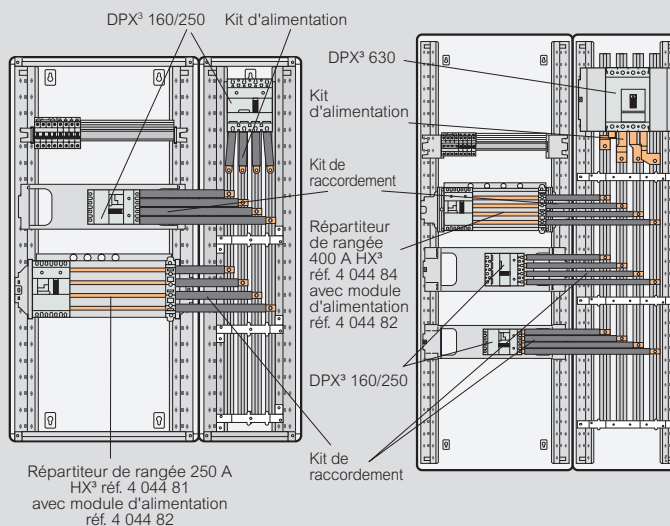 DPX³ 160/250
Kit d'alimentation
DPX³ 630
Kit
d'alimentation
Kit de
raccordement
Répartiteur
de rangée
400 A HX³
réf. 4 044 84
avec module
d'alimentation
réf. 4 044 82
DPX³ 160/250
Kit de
raccordement
Répartiteur de rangée 250 A
HX³ réf. 4 044 81
avec module d'alimentation
réf. 4 044 82